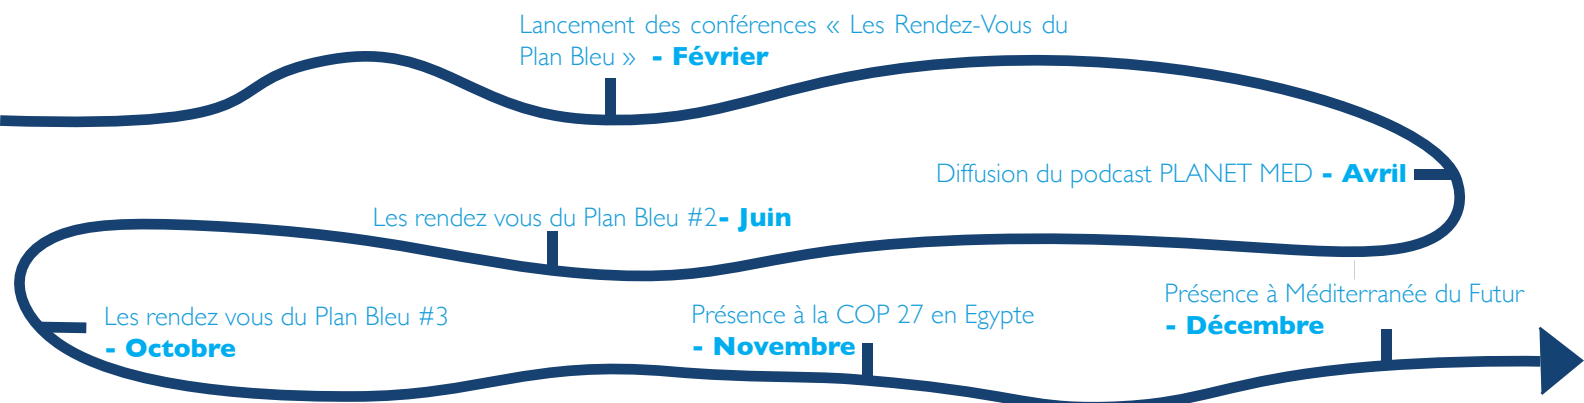 Lancement des conférences « Les Rendez-Vous du
Plan Bleu » - Février
Diffusion du podcast PLANET MED - Avril
Les rendez vous du Plan Bleu #2- Juin
Les rendez vous du Plan Bleu #3
- Octobre
Présence à la COP 27 en Egypte
- Novembre
Présence à Méditerranée du Futur
- Décembre